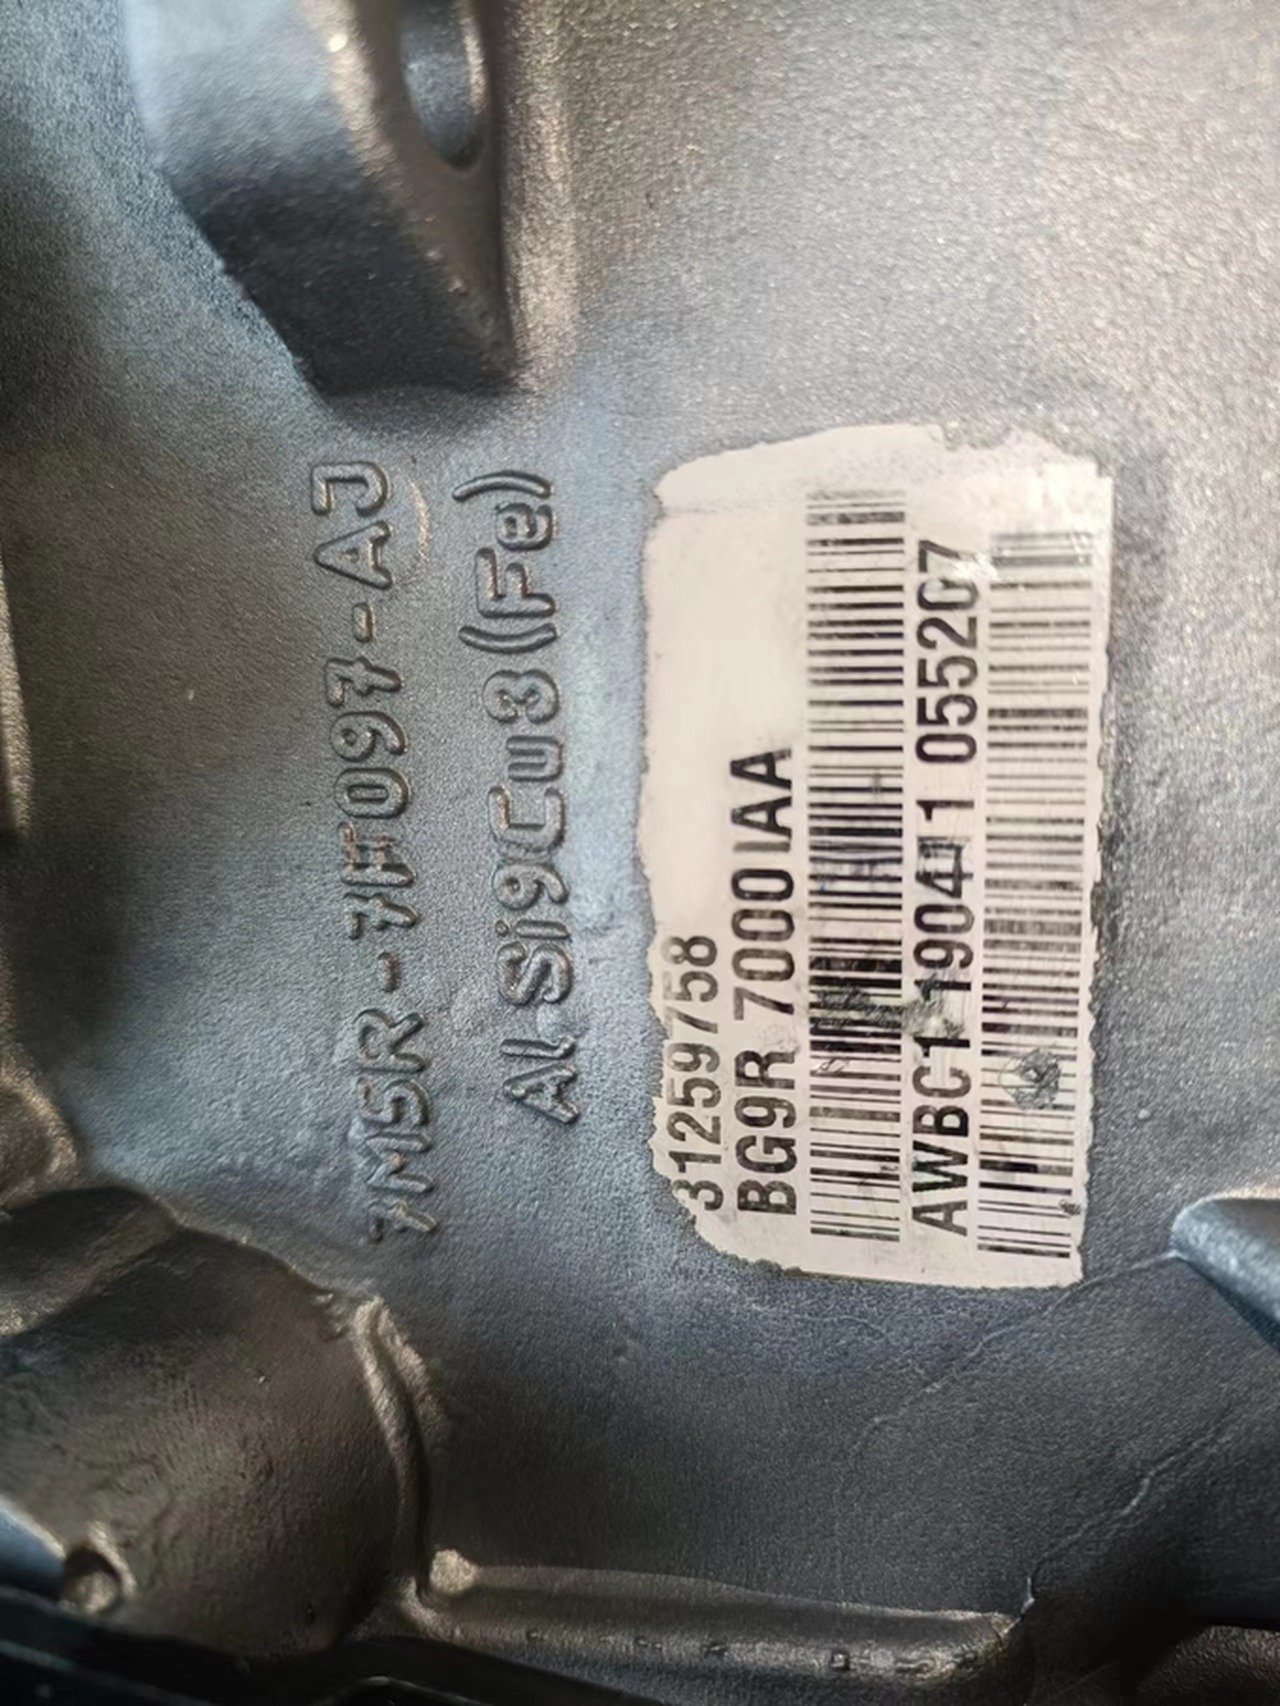 7M5R-7F097-AJ
AL Si9Cu3(Fe)
31259758
BG9R 7000 AA
AWBC1 190411 055207